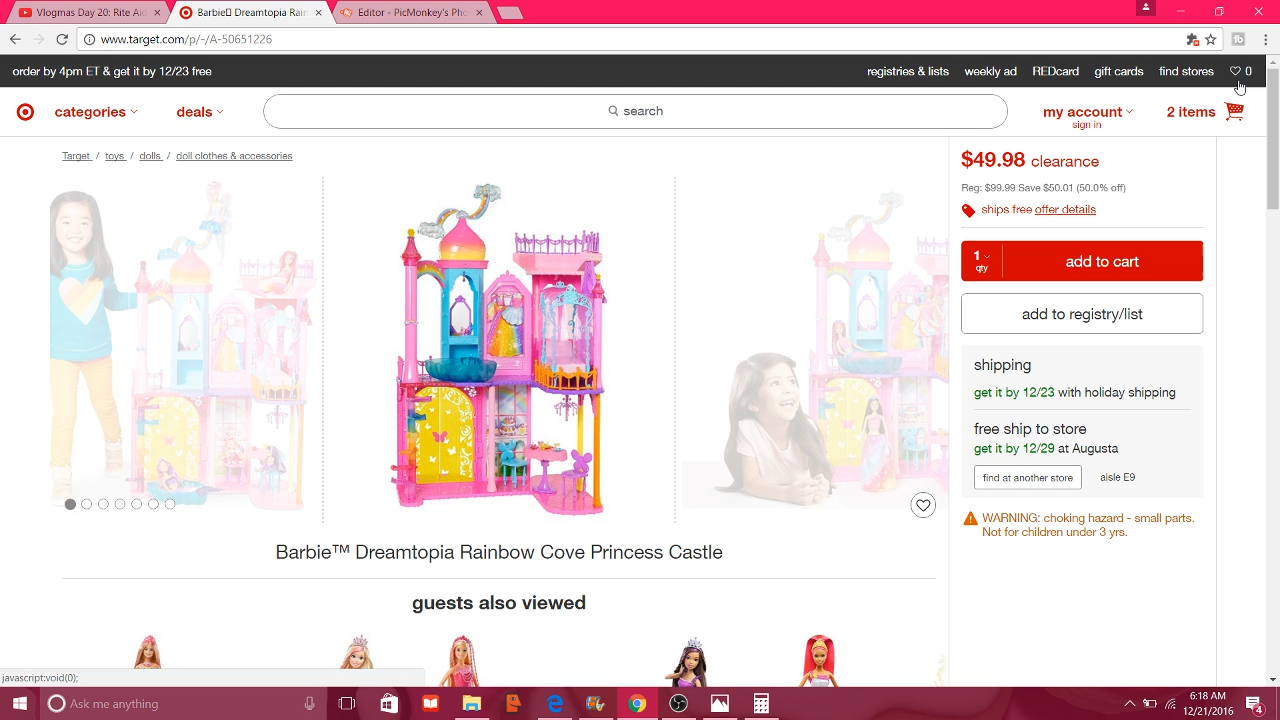 Vlogmas Day 20: Rite Aid
Barbie Dreamtopia Rain
Editor - PicMonkey's Pho
www.target.com/p/-/A-50651226
order by 4pm ET & get it by 12/23 free
registries & lists
weekly ad
REDcard
gift cards
find stores
0
categories
deals
search
my account
sign in
2 items
Target / toys / dolls / doll clothes & accessories
$49.98 clearance
Reg: $99.99 Save $50.01 (50.0% off)
ships free offer details
1
qty
add to cart
add to registry/list
shipping
get it by 12/23 with holiday shipping
free ship to store
get it by 12/29 at Augusta
find at another store
aisle E9
WARNING: choking hazard - small parts.
Not for children under 3 yrs.
Barbie™ Dreamtopia Rainbow Cove Princess Castle
guests also viewed
javascript:void(0);
Ask me anything
6:18 AM
12/21/2016
4